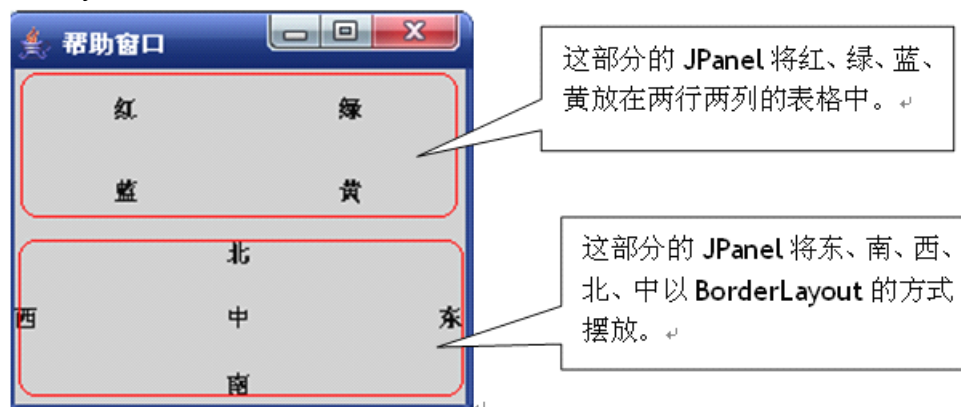 帮助窗口
红 绿
蓝 黄
北
西 中 东
南
这部分的 JPanel 将红、绿、蓝、
黄放在两行两列的表格中。
这部分的 JPanel 将东、南、西、
北、中以 BorderLayout 的方式
摆放。